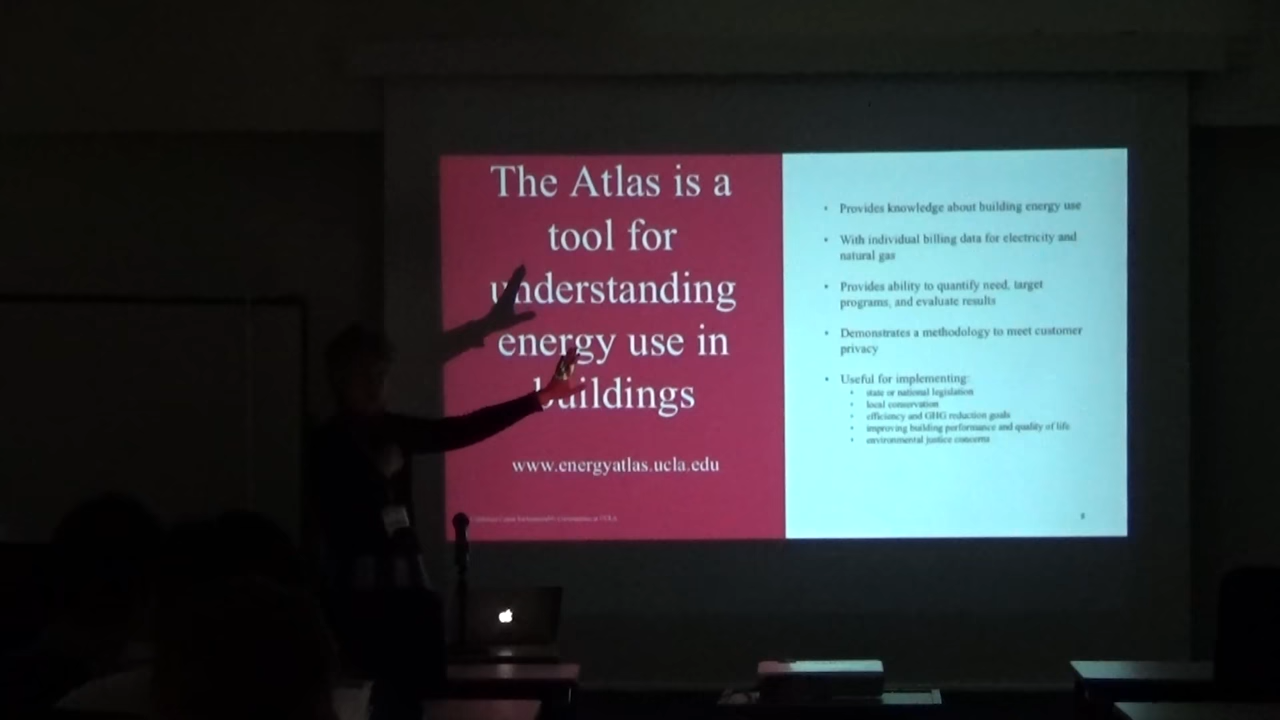 The Atlas is a
tool for
understanding
energy use in
buildings
www.energyatlas.ucla.edu
• Provides knowledge about building energy use
• With individual billing data for electricity and
natural gas
• Provides ability to quantify need, target
programs, and evaluate results
• Demonstrates a methodology to meet customer
privacy
• Useful for implementing:
• state or national legislation
• local conservation
• efficiency and GHG reduction goals
• improving building performance and quality of life
• environmental justice concerns